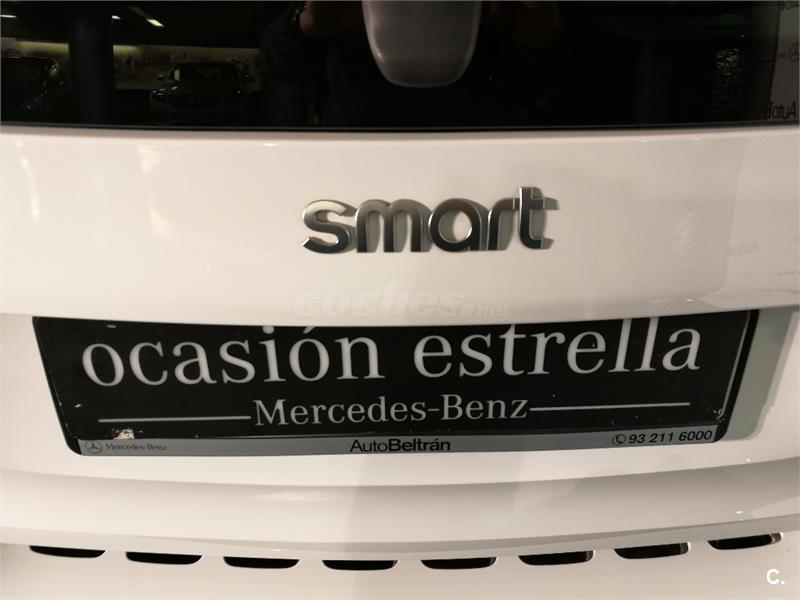 smart
coches.net
ocasión estrella
Mercedes-Benz
Mercedes-Benz AutoBeltrán 93 211 6000
C.